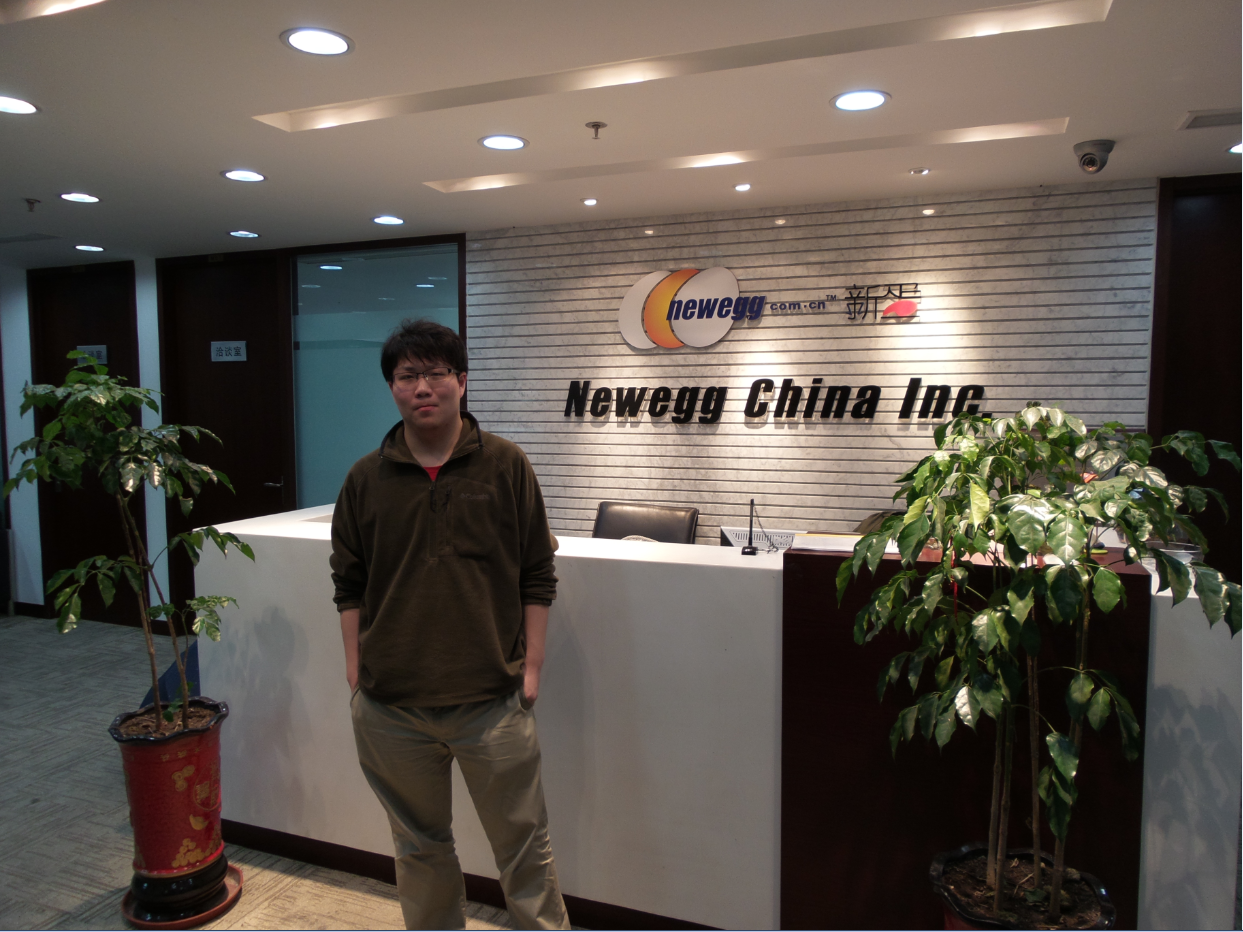 newegg.com.cn™ 新蛋
Newegg China Inc.
洽谈室